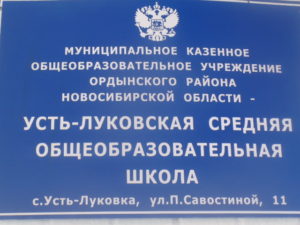 МУНИЦИПАЛЬНОЕ КАЗЕННОЕ
ОБЩЕОБРАЗОВАТЕЛЬНОЕ УЧРЕЖДЕНИЕ
ОРДЫНСКОГО РАЙОНА
НОВОСИБИРСКОЙ ОБЛАСТИ -
УСТЬ-ЛУКОВСКАЯ СРЕДНЯЯ
ОБЩЕОБРАЗОВАТЕЛЬНАЯ
ШКОЛА
с.Усть-Луковка, ул.П.Савостиной, 11